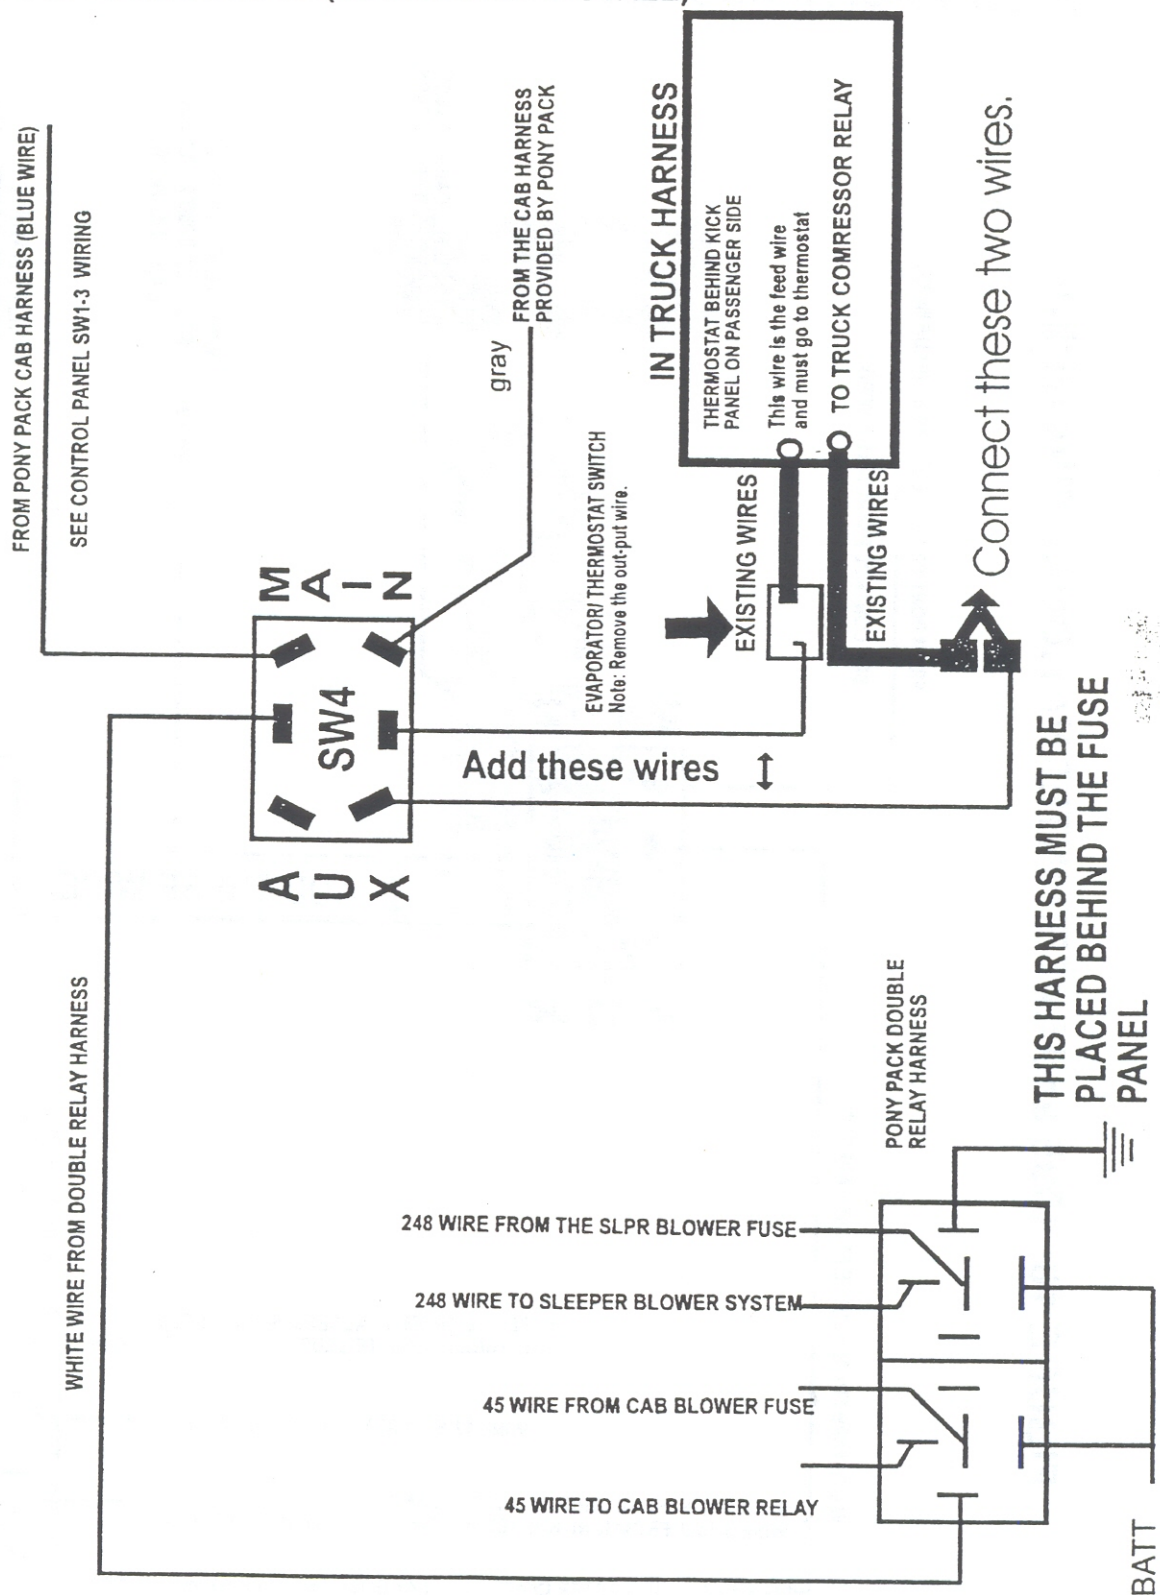 FROM PONY PACK CAB HARNESS (BLUE WIRE)
SEE CONTROL PANEL SW1-3 WIRING
MAIN
SW4
AUX
gray
FROM THE CAB HARNESS
PROVIDED BY PONY PACK
EVAPORATOR/ THERMOSTAT SWITCH
Note: Remove the out-put wire.
Add these wires
IN TRUCK HARNESS
THERMOSTAT BEHIND KICK
PANEL ON PASSENGER SIDE
This wire is the feed wire
and must go to thermostat
TO TRUCK COMRESSOR RELAY
EXISTING WIRES
EXISTING WIRES
Connect these two wires.
WHITE WIRE FROM DOUBLE RELAY HARNESS
248 WIRE FROM THE SLPR BLOWER FUSE
248 WIRE TO SLEEPER BLOWER SYSTEM
45 WIRE FROM CAB BLOWER FUSE
45 WIRE TO CAB BLOWER RELAY
PONY PACK DOUBLE
RELAY HARNESS
THIS HARNESS MUST BE
PLACED BEHIND THE FUSE
PANEL
BATT